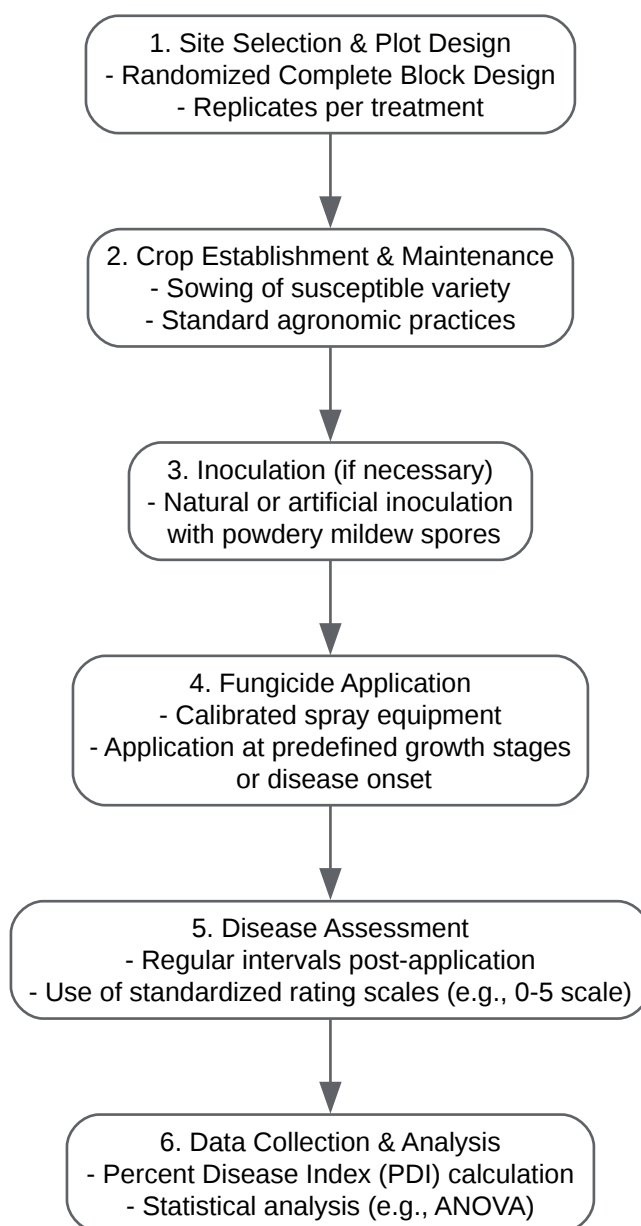 1. Site Selection & Plot Design
- Randomized Complete Block Design
- Replicates per treatment
2. Crop Establishment & Maintenance
- Sowing of susceptible variety
- Standard agronomic practices
3. Inoculation (if necessary)
- Natural or artificial inoculation
with powdery mildew spores
4. Fungicide Application
- Calibrated spray equipment
- Application at predefined growth stages
or disease onset
5. Disease Assessment
- Regular intervals post-application
- Use of standardized rating scales (e.g., 0-5 scale)
6. Data Collection & Analysis
- Percent Disease Index (PDI) calculation
- Statistical analysis (e.g., ANOVA)